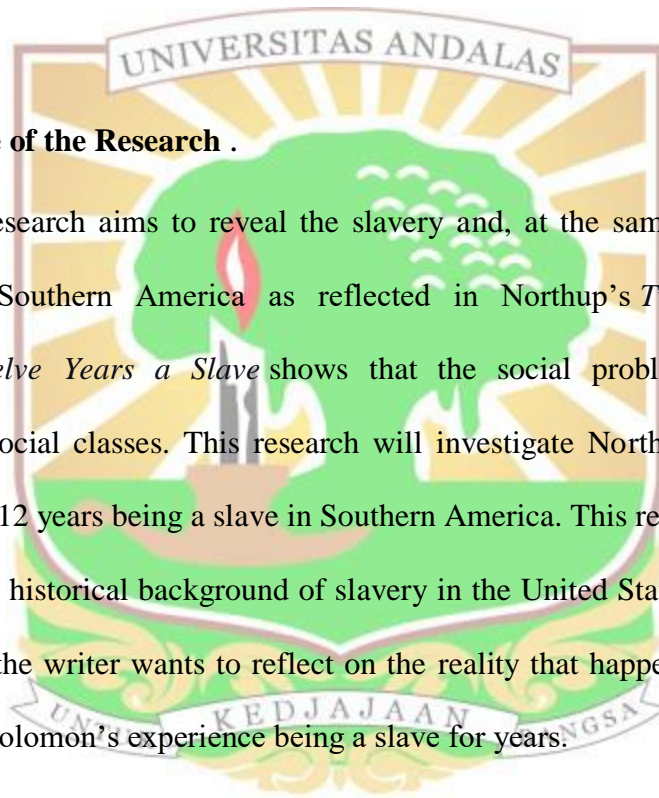 UNIVERSITAS ANDALAS
of the Research .
esearch aims to reveal the slavery and, at the sam
Southern America as reflected in Northup’s T
elve Years a Slave shows that the social probl
ocial classes. This research will investigate North
12 years being a slave in Southern America. This re
historical background of slavery in the United Sta
the writer wants to reflect on the reality that happe
UNTUK KEDJAJAAN BANGSA
olomon’s experience being a slave for years.